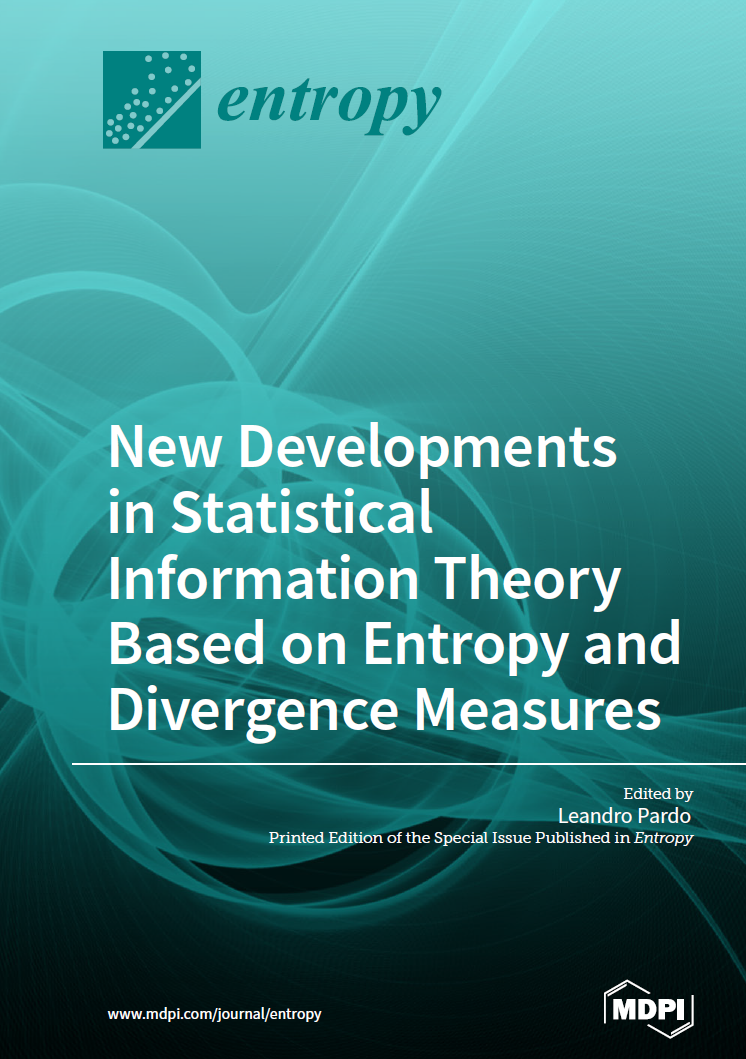 entropy
New Developments
in Statistical
Information Theory
Based on Entropy and
Divergence Measures
Edited by
Leandro Pardo
Printed Edition of the Special Issue Published in Entropy
www.mdpi.com/journal/entropy
MDPI